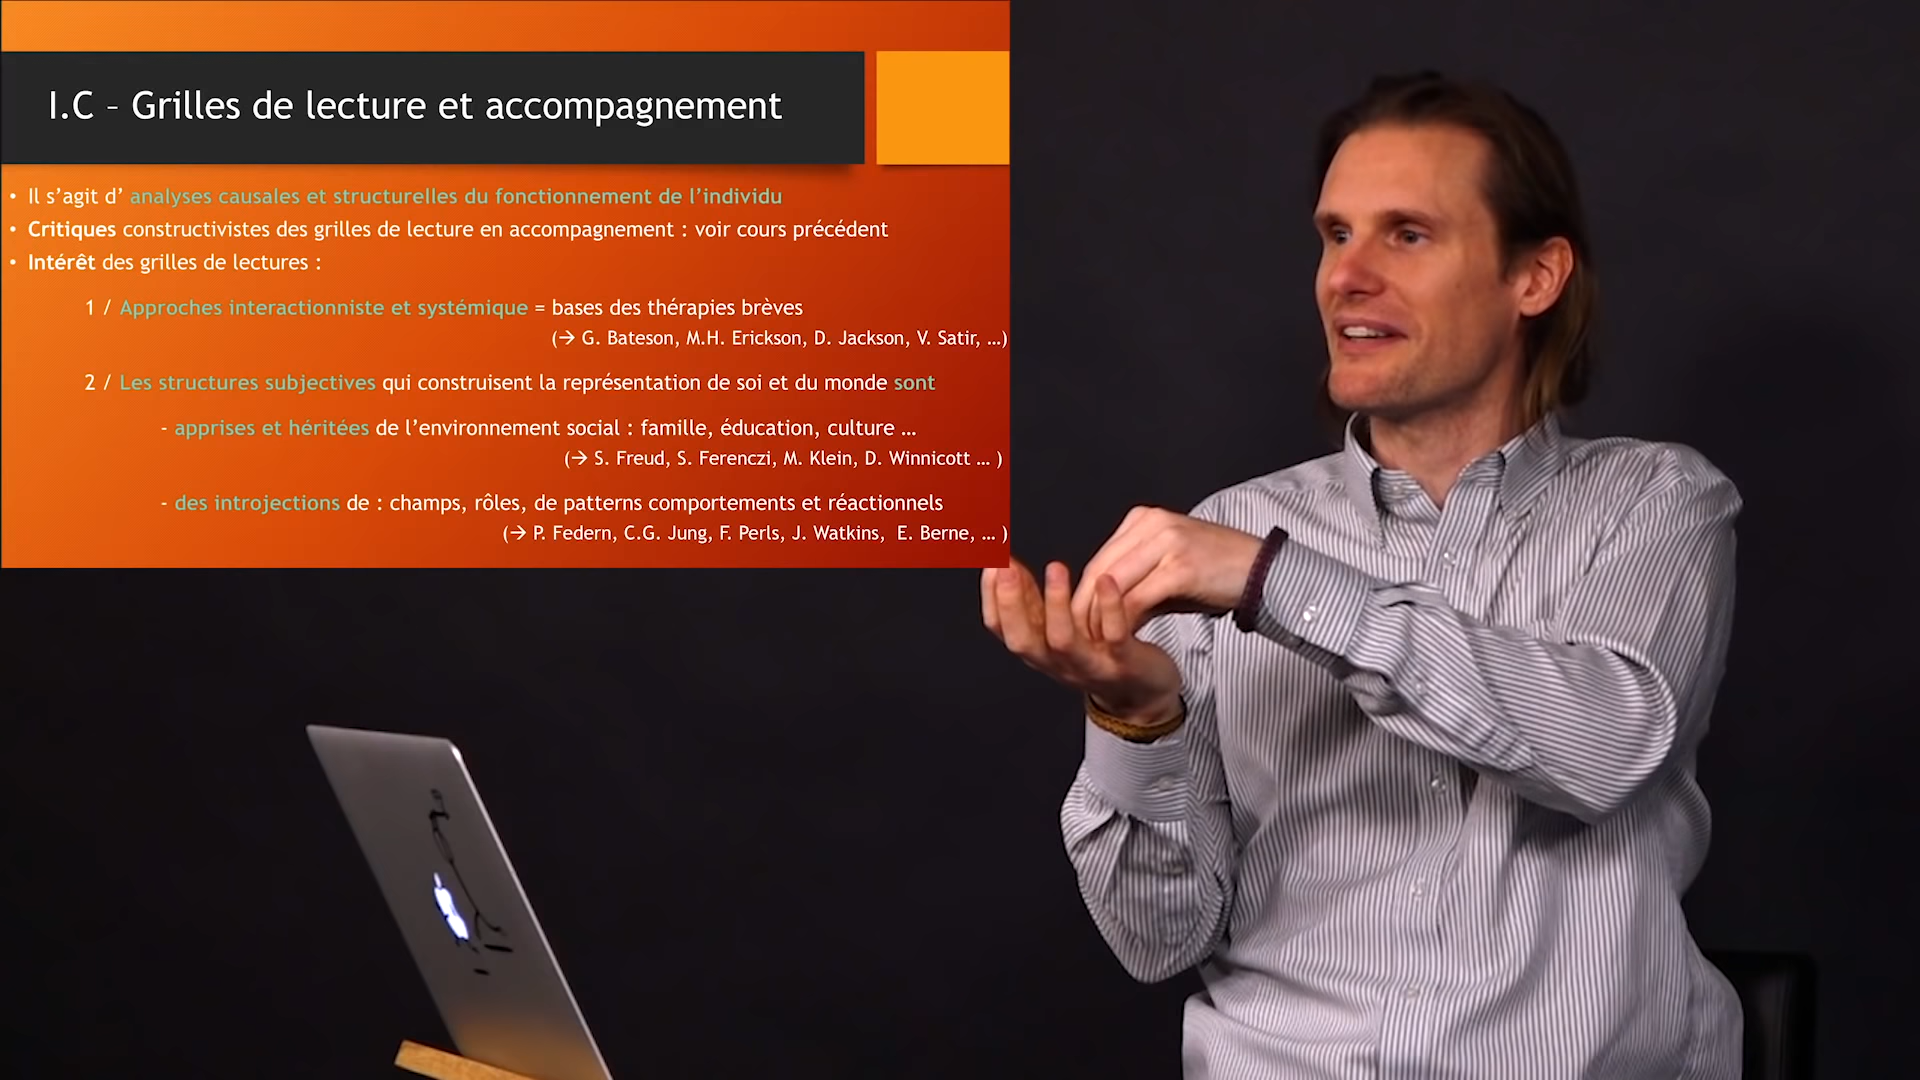 I.C – Grilles de lecture et accompagnement
• Il s’agit d’ analyses causales et structurelles du fonctionnement de l’individu
• Critiques constructivistes des grilles de lecture en accompagnement : voir cours précédent
• Intérêt des grilles de lectures :
1 / Approches interactionniste et systémique = bases des thérapies brèves
(→ G. Bateson, M.H. Erickson, D. Jackson, V. Satir, …)
2 / Les structures subjectives qui construisent la représentation de soi et du monde sont
- apprises et héritées de l’environnement social : famille, éducation, culture …
(→ S. Freud, S. Ferenczi, M. Klein, D. Winnicott … )
- des introjections de : champs, rôles, de patterns comportements et réactionnels
(→ P. Federn, C.G. Jung, F. Perls, J. Watkins, E. Berne, … )